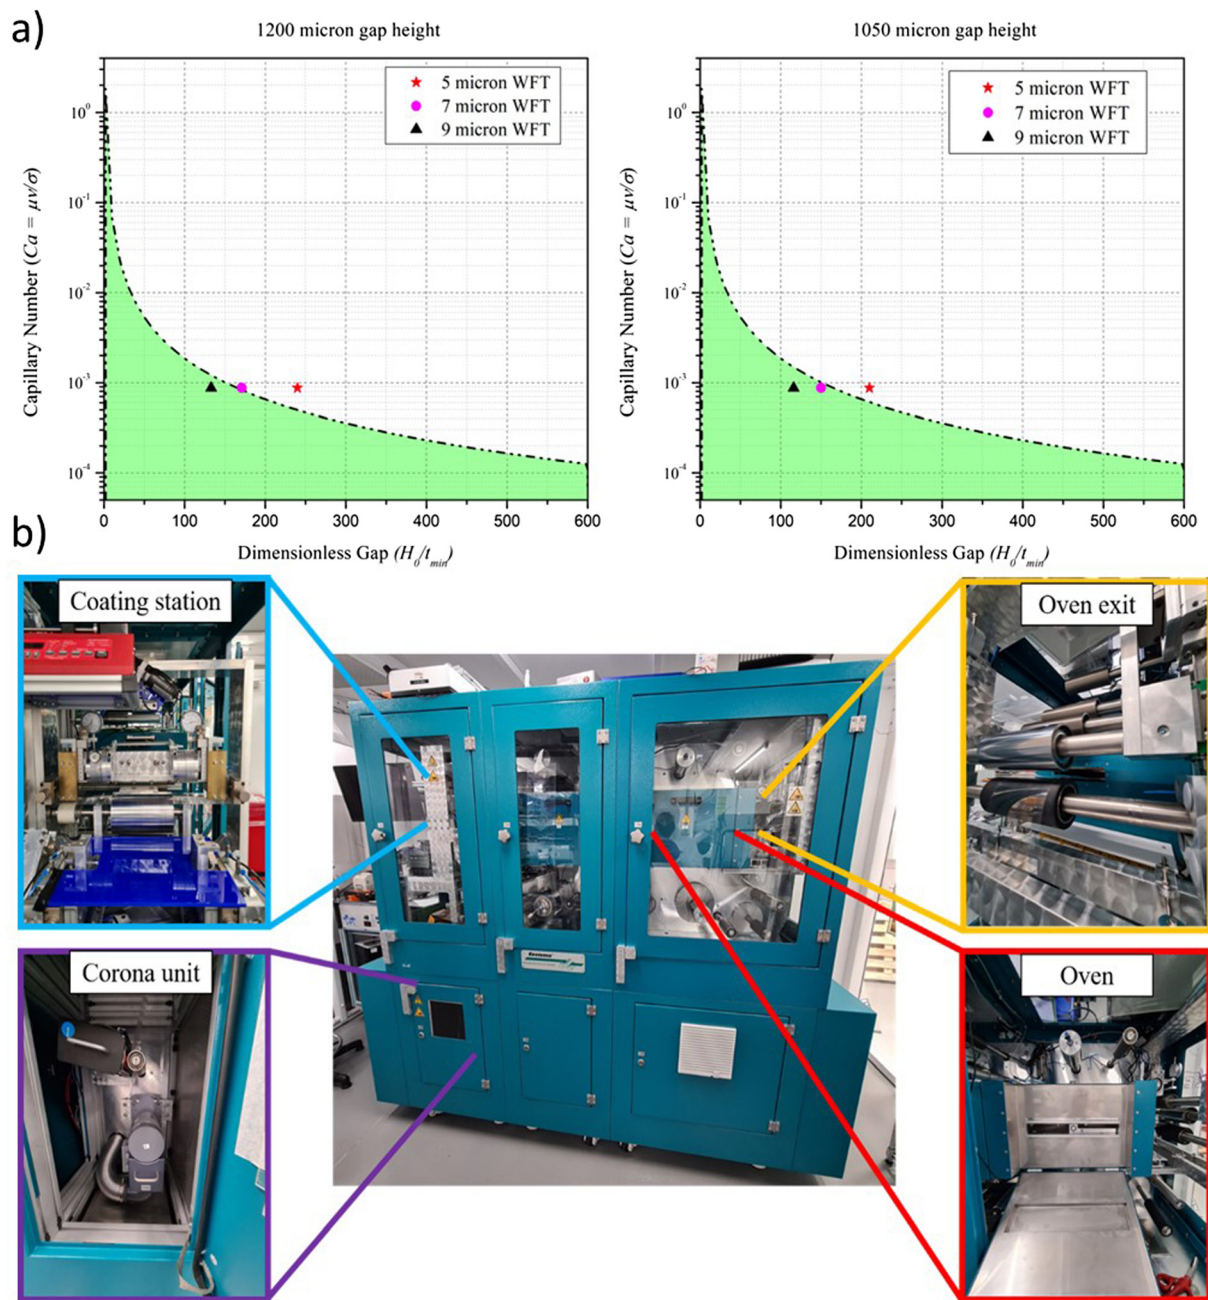 a)
1200 micron gap height
5 micron WFT
7 micron WFT
9 micron WFT
10⁰
10⁻¹
10⁻²
10⁻³
10⁻⁴
Capillary Number (Ca = μv/σ)
0 100 200 300 400 500 600
Dimensionless Gap (H₀/tₘᵢₙ)
1050 micron gap height
5 micron WFT
7 micron WFT
9 micron WFT
10⁰
10⁻¹
10⁻²
10⁻³
10⁻⁴
Capillary Number (Ca = μv/σ)
0 100 200 300 400 500 600
Dimensionless Gap (H₀/tₘᵢₙ)
b)
Coating station
Oven exit
Corona unit
Oven